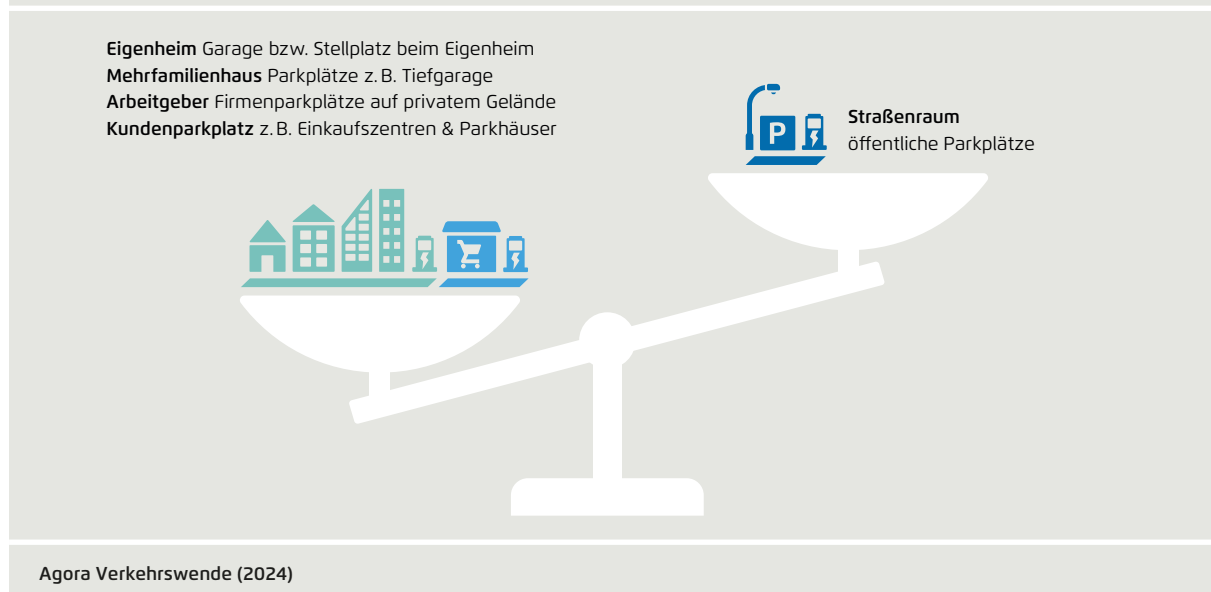 Eigenheim Garage bzw. Stellplatz beim Eigenheim
Mehrfamilienhaus Parkplätze z. B. Tiefgarage
Arbeitgeber Firmenparkplätze auf privatem Gelände
Kundenparkplatz z. B. Einkaufszentren & Parkhäuser
P
Straßenraum
öffentliche Parkplätze
Agora Verkehrswende (2024)